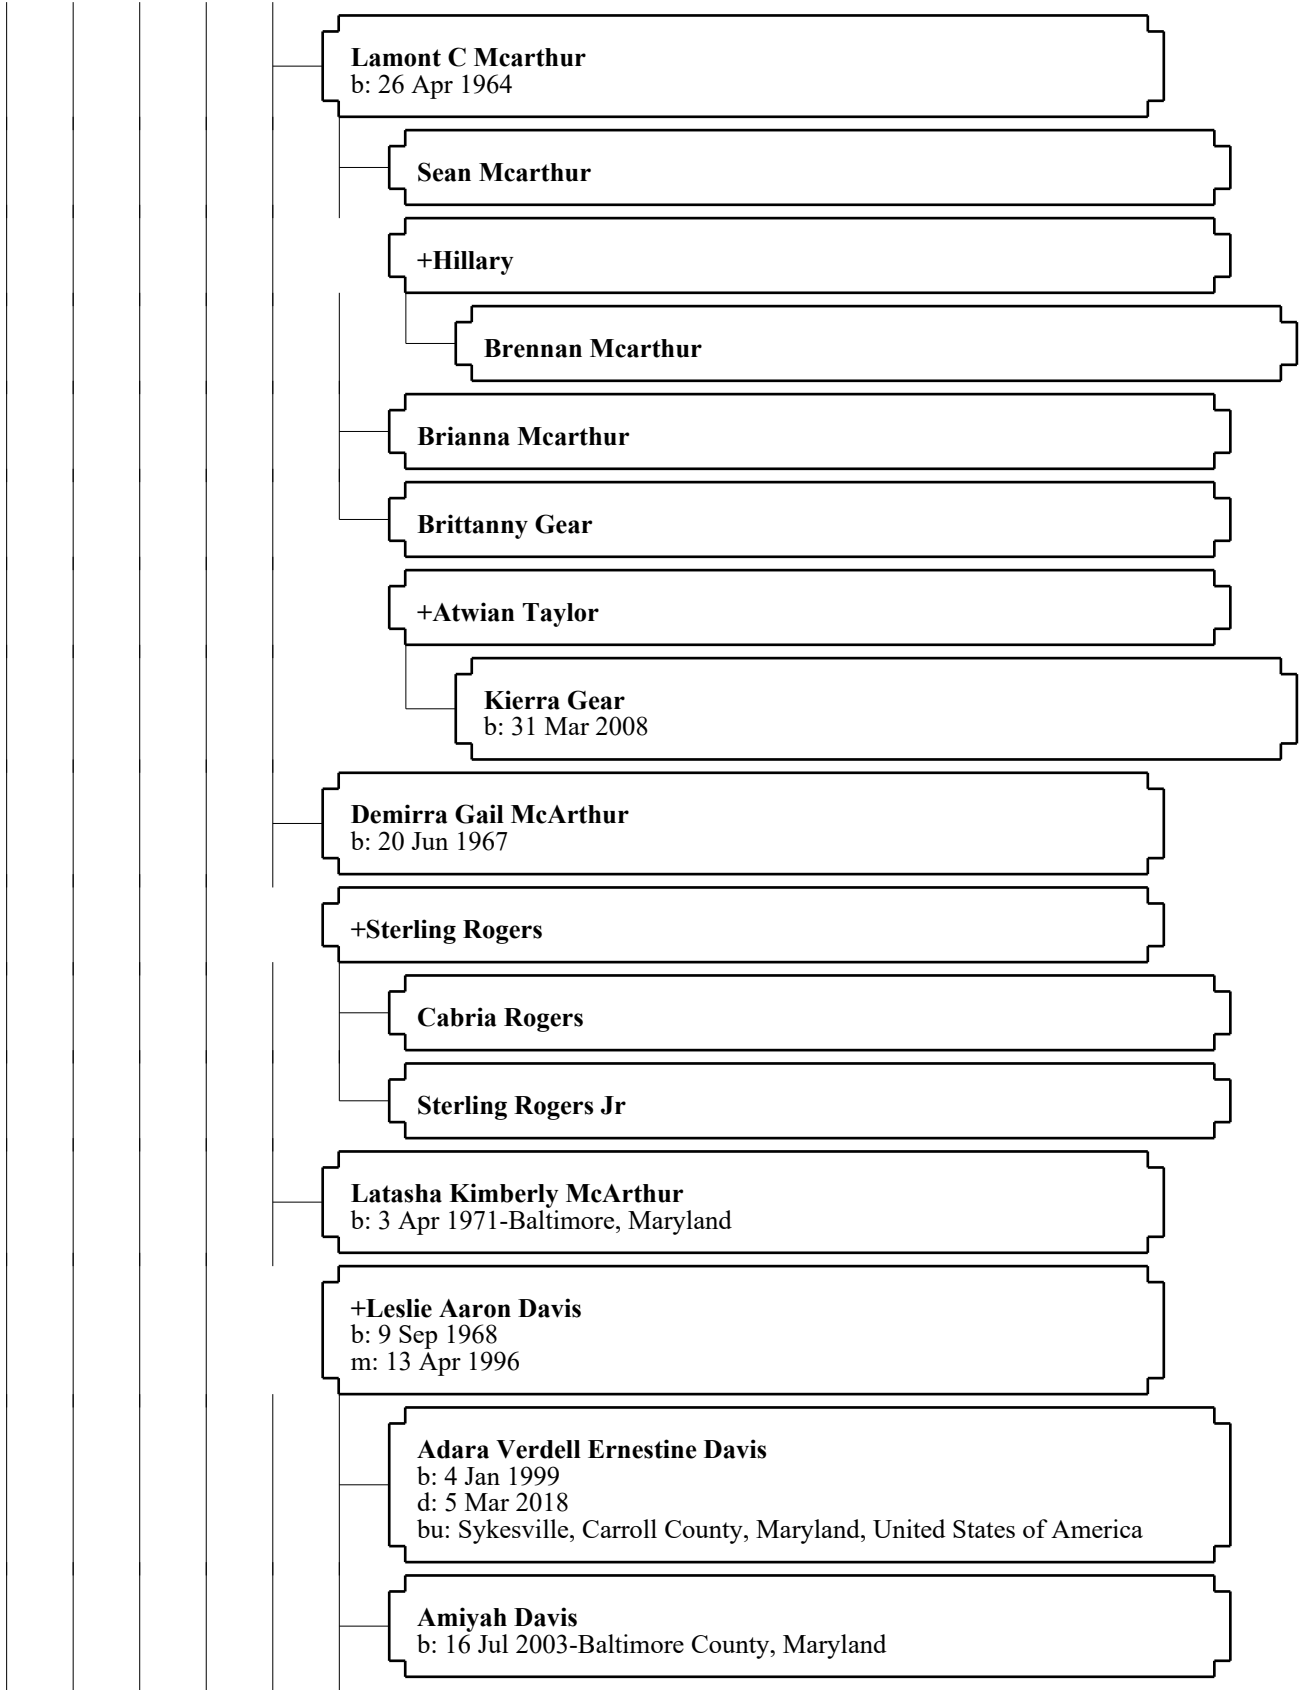 Lamont C Mcarthur
b: 26 Apr 1964
Sean Mcarthur
+Hillary
Brennan Mcarthur
Brianna Mcarthur
Brittanny Gear
+Atwian Taylor
Kierra Gear
b: 31 Mar 2008
Demirra Gail McArthur
b: 20 Jun 1967
+Sterling Rogers
Cabria Rogers
Sterling Rogers Jr
Latasha Kimberly McArthur
b: 3 Apr 1971-Baltimore, Maryland
+Leslie Aaron Davis
b: 9 Sep 1968
m: 13 Apr 1996
Adara Verdell Ernestine Davis
b: 4 Jan 1999
d: 5 Mar 2018
bu: Sykesville, Carroll County, Maryland, United States of America
Amiyah Davis
b: 16 Jul 2003-Baltimore County, Maryland